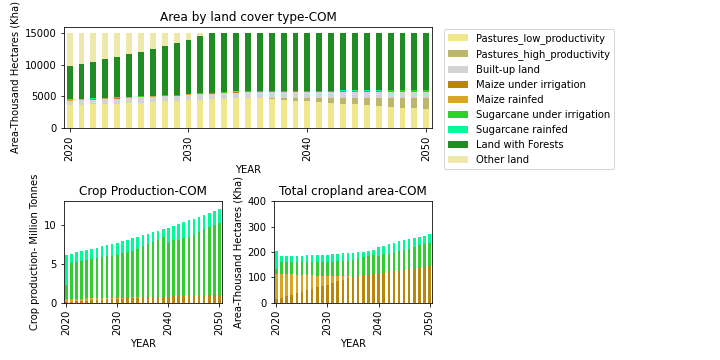 Area by land cover type-COM
Area-Thousand Hectares (Kha)
15000
10000
5000
0
2020
2030
2040
2050
YEAR
Pastures_low_productivity
Pastures_high_productivity
Built-up land
Maize under irrigation
Maize rainfed
Sugarcane under irrigation
Sugarcane rainfed
Land with Forests
Other land
Crop Production-COM
Crop production- Million Tonnes
10
5
0
2020
2030
2040
2050
YEAR
Total cropland area-COM
Area-Thousand Hectares (Kha)
400
300
200
100
0
2020
2030
2040
2050
YEAR